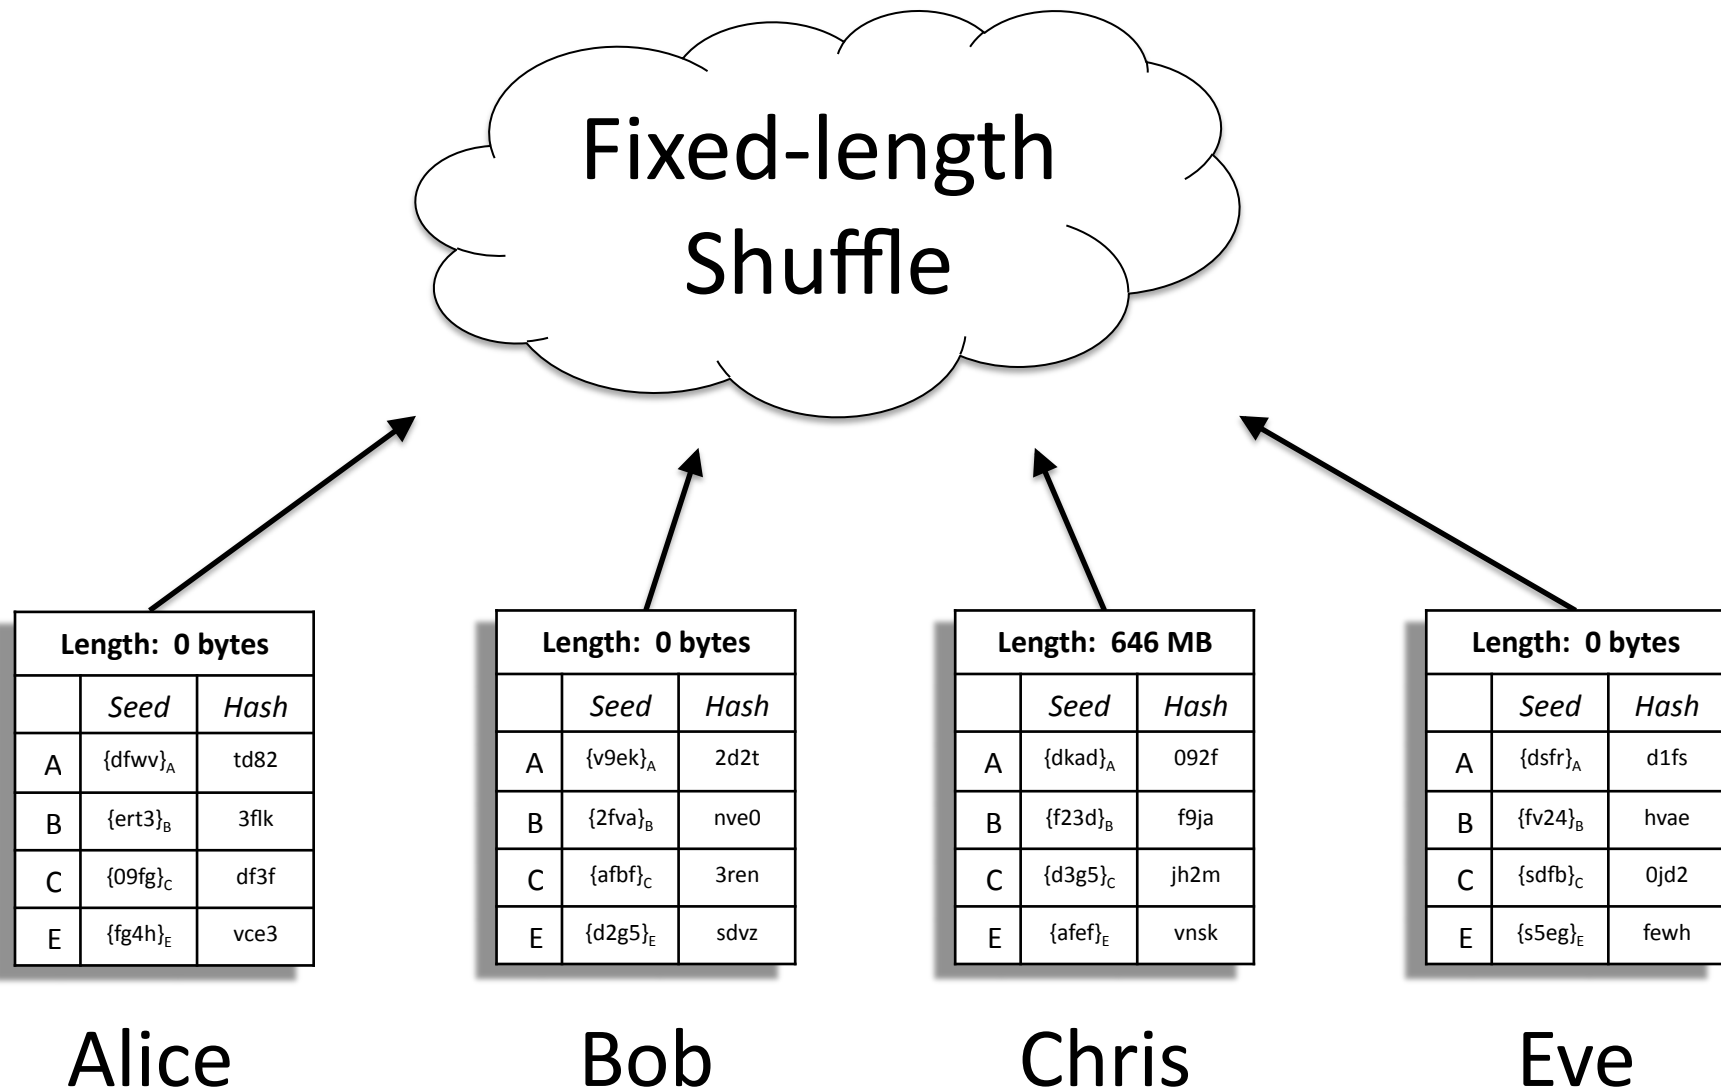 Fixed-length
Shuffle
Length: 0 bytes
Seed Hash
A {dfwv}A td82
B {ert3}B 3flk
C {09fg}C df3f
E {fg4h}E vce3
Alice
Length: 0 bytes
Seed Hash
A {v9ek}A 2d2t
B {2fva}B nve0
C {afbf}C 3ren
E {d2g5}E sdvz
Bob
Length: 646 MB
Seed Hash
A {dkad}A 092f
B {f23d}B f9ja
C {d3g5}C jh2m
E {afef}E vnsk
Chris
Length: 0 bytes
Seed Hash
A {dsfr}A d1fs
B {fv24}B hvae
C {sdfb}C 0jd2
E {s5eg}E fewh
Eve